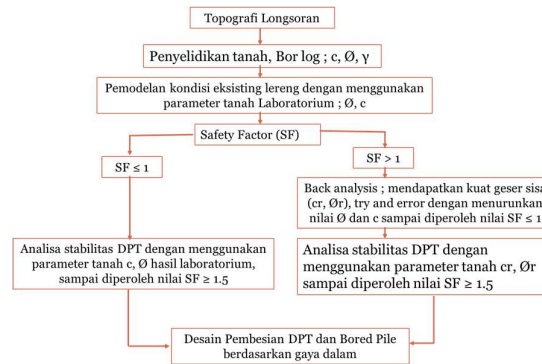 Topografi Longsoran
Penyelidikan tanah, Bor log ; c, Ø, γ
Pemodelan kondisi eksisting lereng dengan menggunakan
parameter tanah Laboratorium ; Ø, c
Safety Factor (SF)
SF ≤ 1
SF > 1
Back analysis ; mendapatkan kuat geser sisa
(cr, Ør), try and error dengan menurunkan
nilai Ø dan c sampai diperoleh nilai SF ≤ 1
Analisa stabilitas DPT dengan menggunakan
parameter tanah c, Ø hasil laboratorium,
sampai diperoleh nilai SF ≥ 1.5
Analisa stabilitas DPT dengan
menggunakan parameter tanah cr, Ør
sampai diperoleh nilai SF ≥ 1.5
Desain Pembesian DPT dan Bored Pile
berdasarkan gaya dalam